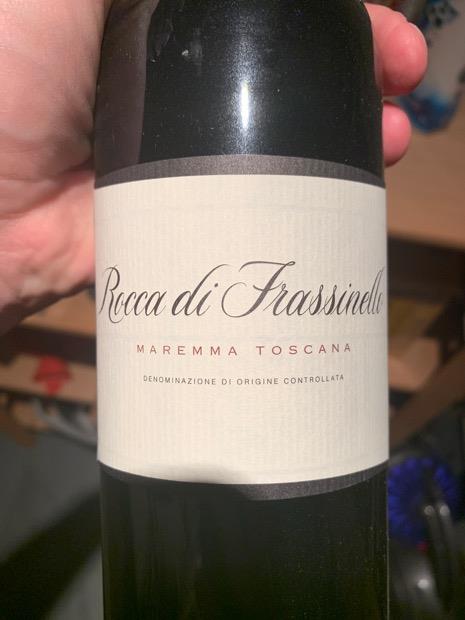 Rocca di Frassinello
MAREMMA TOSCANA
DENOMINAZIONE DI ORIGINE CONTROLLATA